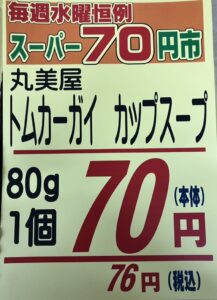 毎週水曜恒例
スーパー70円市
丸美屋
トムカーガイ　カップスープ
80g
1個
70円(本体)
76円(税込)